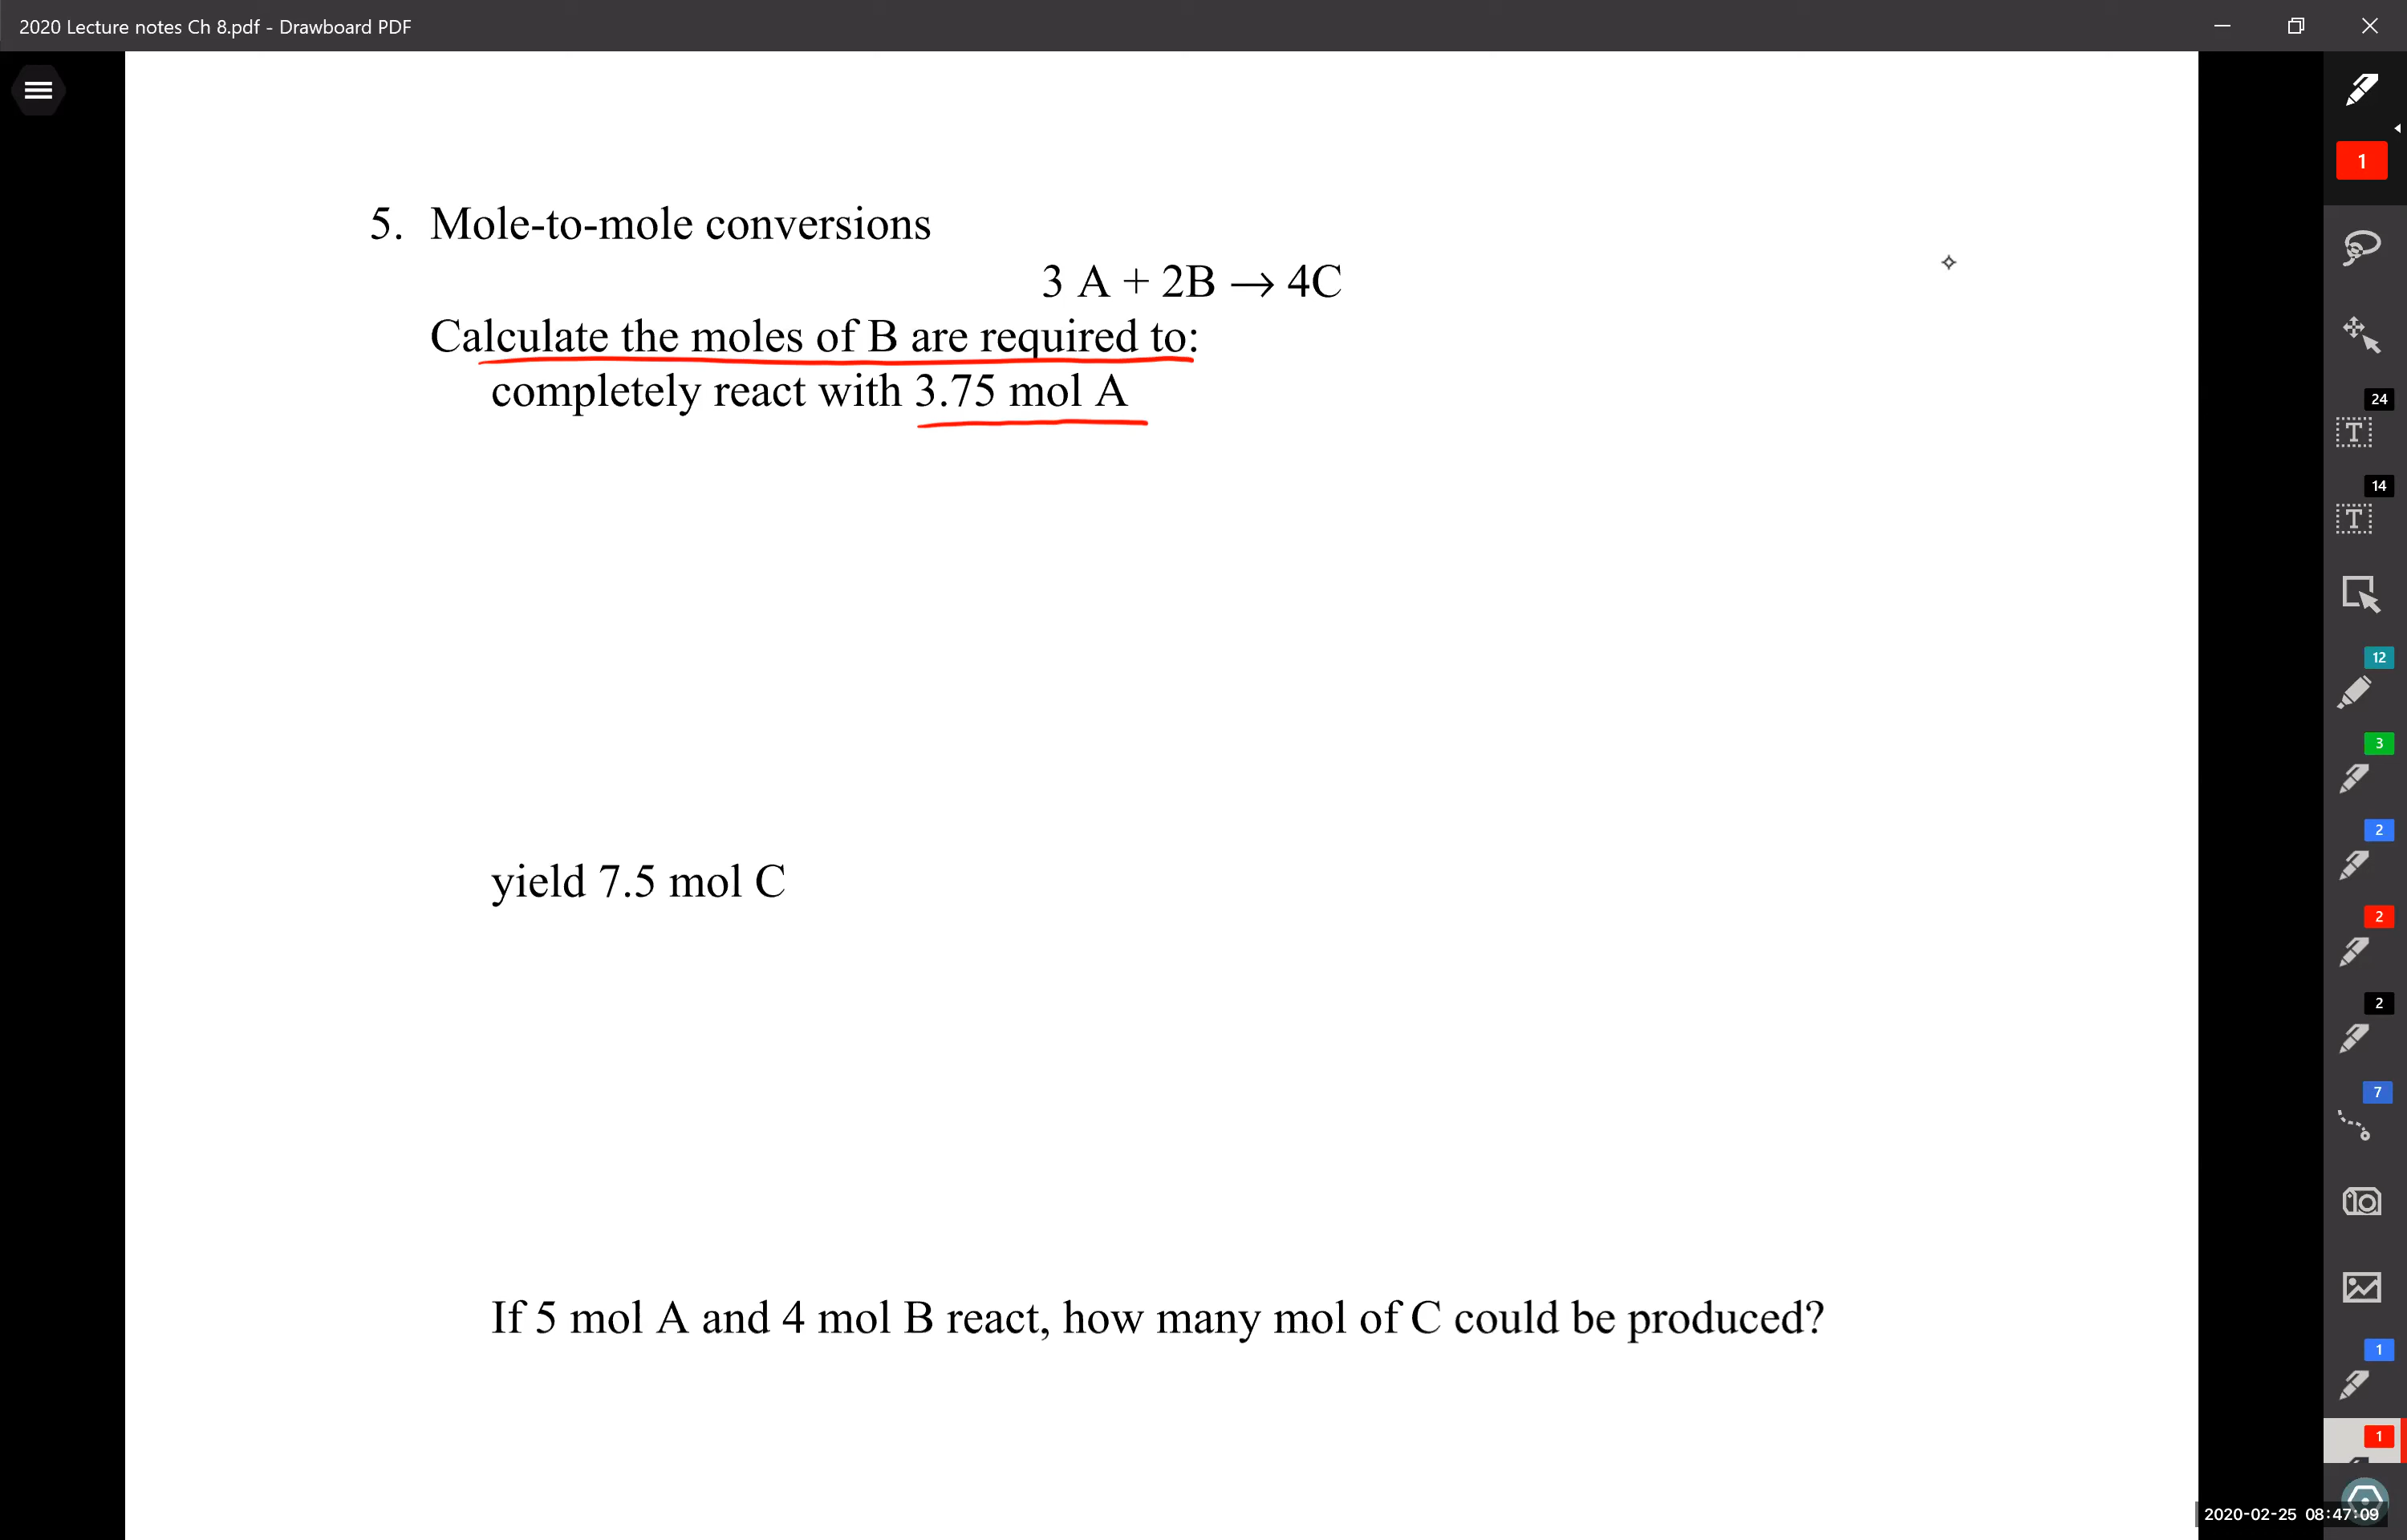 2020 Lecture notes Ch 8.pdf - Drawboard PDF
1
5. Mole-to-mole conversions
3 A + 2B → 4C
Calculate the moles of B are required to:
completely react with 3.75 mol A
24
T
14
T
12
3
yield 7.5 mol C
2
2
2
7
If 5 mol A and 4 mol B react, how many mol of C could be produced?
1
1
2020-02-25 08:47:09